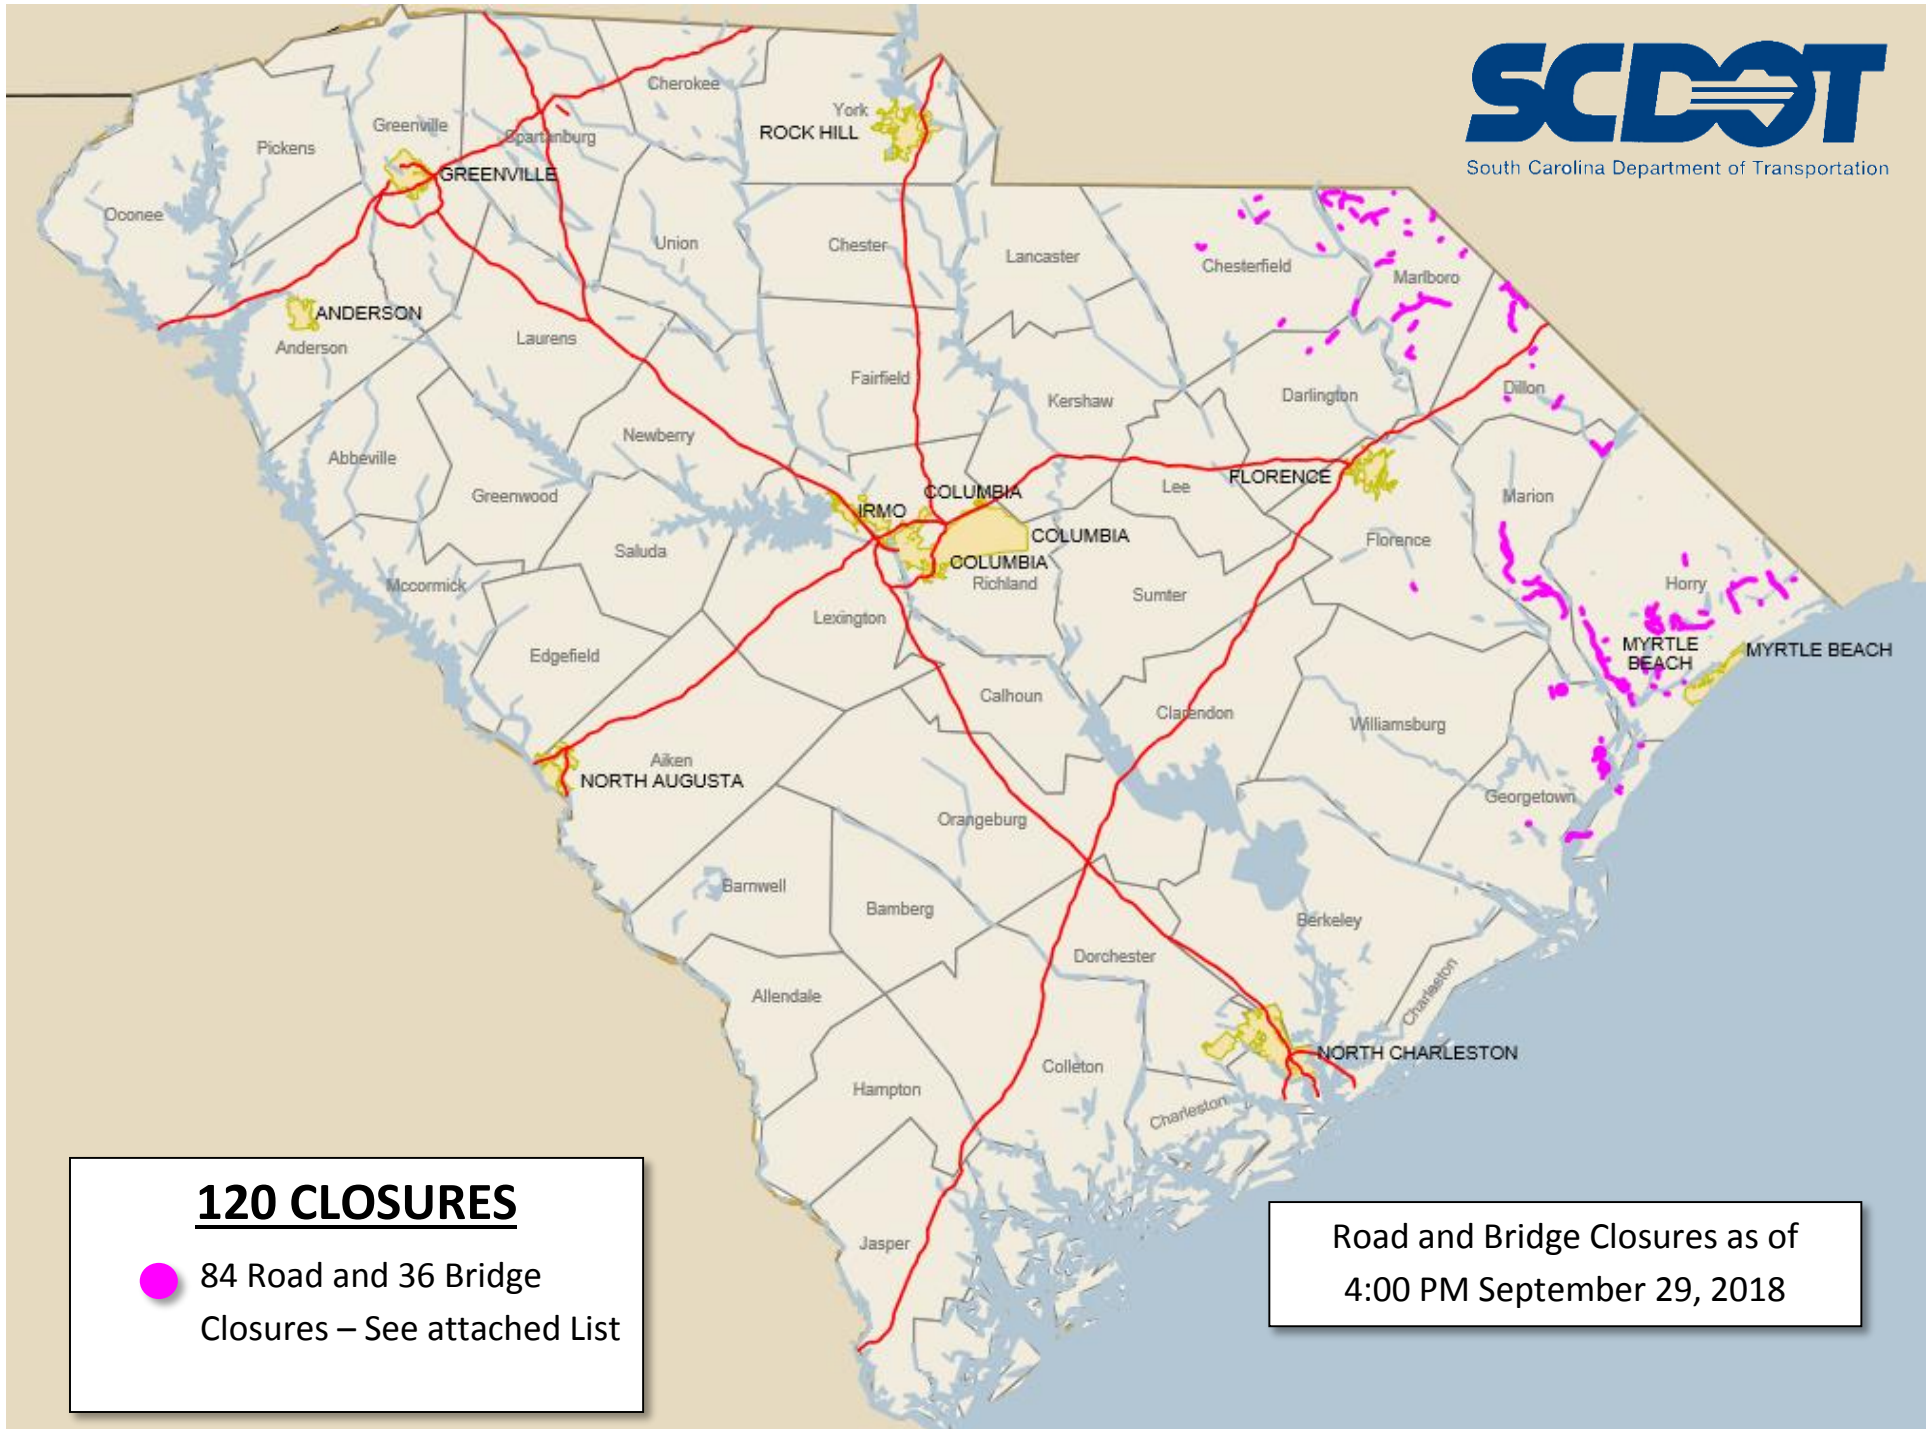 SCDOT
South Carolina Department of Transportation
Cherokee
York
ROCK HILL
Greenville
Spartanburg
Pickens
GREENVILLE
Oconee
Union
Chester
Lancaster
Chesterfield
Marlboro
ANDERSON
Anderson
Laurens
Fairfield
Kershaw
Darlington
Dillon
Newberry
Abbeville
Greenwood
COLUMBIA
IRMO
Lee
FLORENCE
Marion
COLUMBIA
Florence
Saluda
COLUMBIA
Richland
Mccormick
Sumter
Horry
Lexington
Edgefield
MYRTLE
BEACH
MYRTLE BEACH
Calhoun
Clarendon
Williamsburg
Aiken
NORTH AUGUSTA
Georgetown
Orangeburg
Barnwell
Bamberg
Berkeley
Dorchester
Charleston
Allendale
NORTH CHARLESTON
Colleton
Hampton
Charleston
Jasper
120 CLOSURES
84 Road and 36 Bridge
Closures – See attached List
Road and Bridge Closures as of
4:00 PM September 29, 2018